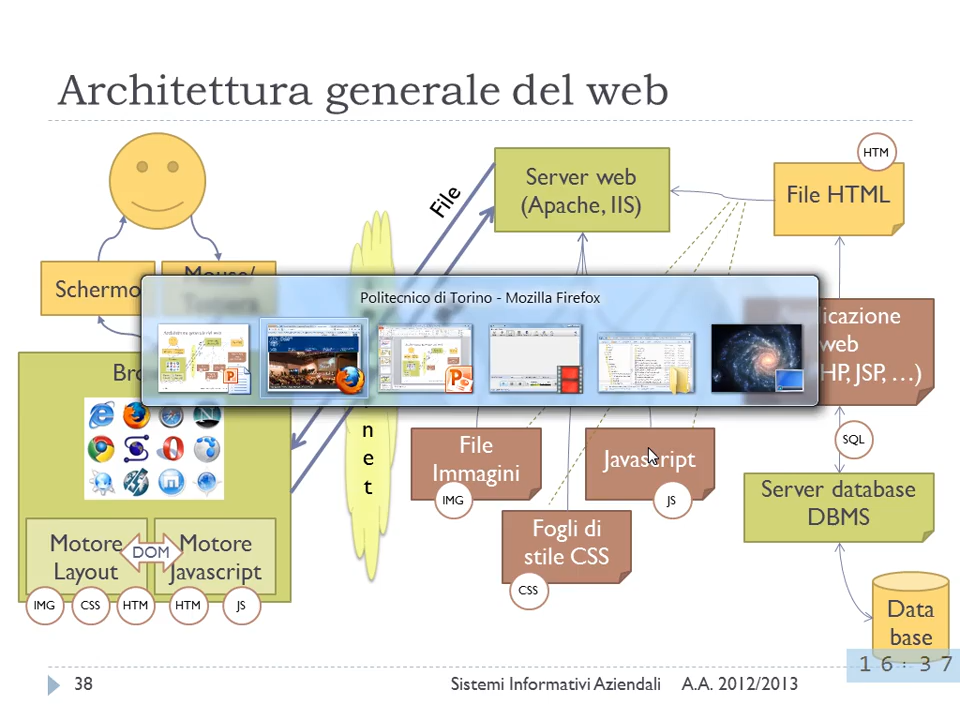 Architettura generale del web
HTM
Server web
(Apache, IIS)
File HTML
File
Schermo
Mouse/
Politecnico di Torino - Mozilla Firefox
icazione
web
HP, JSP, …)
n
e
t
File
Immagini
IMG
Javascript
JS
SQL
Server database
DBMS
Fogli di
stile CSS
CSS
Motore
Layout
DOM
Motore
Javascript
IMG
CSS
HTM
HTM
JS
Data
base
16:37
38
Sistemi Informativi Aziendali
A.A. 2012/2013